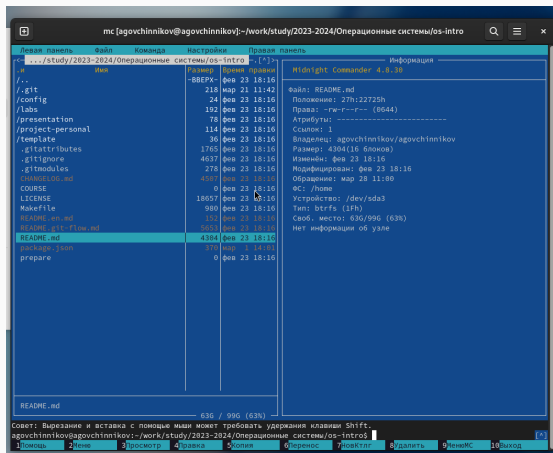 mc [agovchinnikov@agovchinnikov]:~/work/study/2023-2024/Операционные системы/os-intro
Левая панель Файл Команда Настройки Правая панель
.../study/2023-2024/Операционные системы/os-intro .[^]>
.и Имя Размер Время правки
/.. -ВВЕРХ- фев 23 18:16
/.git 218 мар 21 11:42
/config 24 фев 23 18:16
/labs 192 фев 23 18:16
/presentation 78 фев 23 18:16
/project-personal 114 фев 23 18:16
/template 36 фев 23 18:16
.gitattributes 1765 фев 23 18:16
.gitignore 4637 фев 23 18:16
.gitmodules 278 фев 23 18:16
CHANGELOG.md 4587 фев 23 18:16
COURSE 0 фев 23 18:16
LICENSE 18657 фев 23 18:16
Makefile 980 фев 23 18:16
README.en.md 152 фев 23 18:16
README.git-flow.md 5653 фев 23 18:16
README.md 4304 фев 23 18:16
package.json 370 мар 1 14:01
prepare 0 фев 23 18:16
README.md
63G / 99G (63%)
Информация
Midnight Commander 4.8.30
Файл: README.md
Положение: 27h:22725h
Права: -rw-r--r-- (0644)
Атрибуты: ----------------------
Ссылок: 1
Владелец: agovchinnikov/agovchinnikov
Размер: 4304(16 блоков)
Изменён: фев 23 18:16
Модифицирован: фев 23 18:16
Обращение: мар 28 11:00
ФС: /home
Устройство: /dev/sda3
Тип: btrfs (1Fh)
Своб. место: 63G/99G (63%)
Нет информации об узле
Совет: Вырезание и вставка с помощью мыши может требовать удержания клавиши Shift.
agovchinnikov@agovchinnikov:~/work/study/2023-2024/Операционные системы/os-intro$ [^]
1Помощь 2Меню 3Просмотр 4Правка 5Копия 6Перенос 7НовКтлг 8Удалить 9МенюMC 10Выход